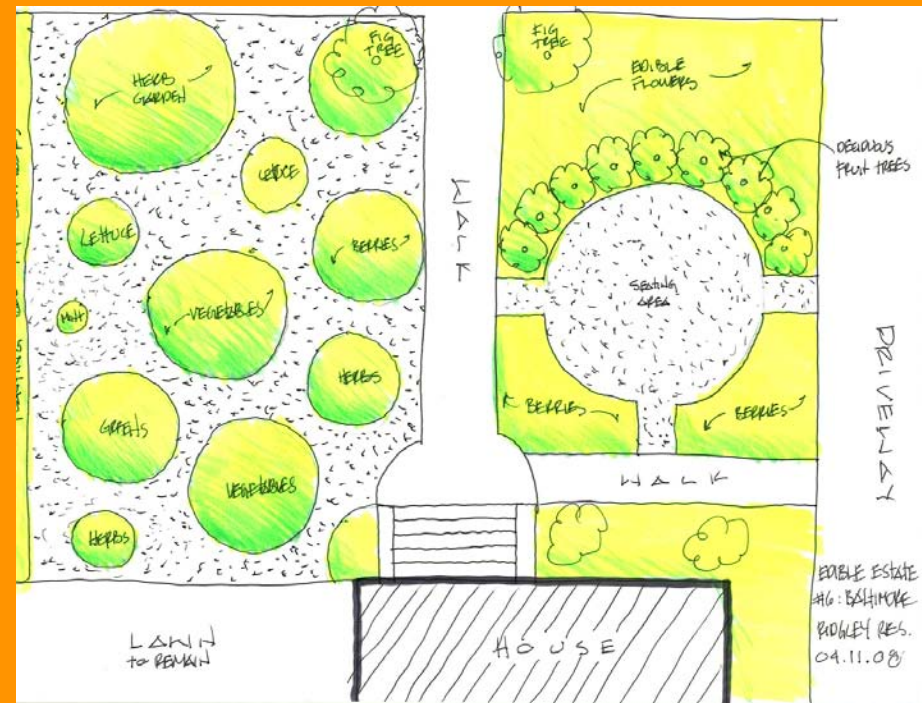 HERB
GARDEN
FIG
TREE
FIG
TREE
EDIBLE
FLOWERS
DECIDUOUS
FRUIT TREES
LETTUCE
LETTUCE
BERRIES
WALK
SEATING
AREA
VEGETABLES
HERBS
GREENS
BERRIES
BERRIES
DRIVEWAY
VEGETABLES
WALK
HERBS
LAWN
to REMAIN
HOUSE
EDIBLE ESTATE
#6: BALTIMORE
RIDGLEY RES.
04.11.08